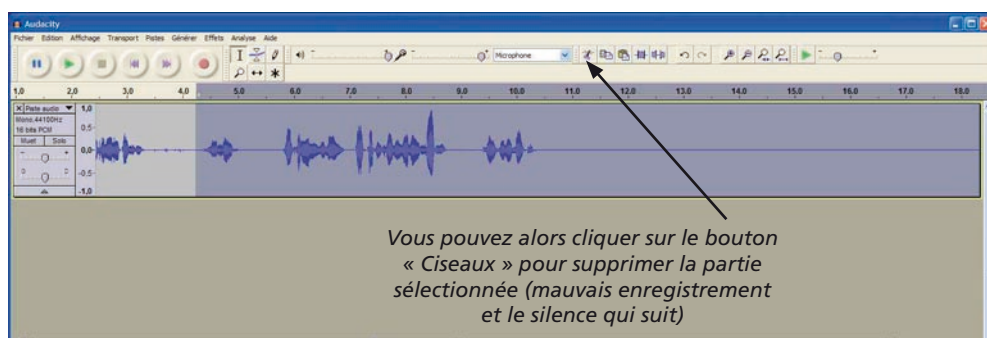 Audacity
Fichier Edition Affichage Transport Pistes Générer Effets Analyse Aide
Microphone
1,0 2,0 3,0 4,0 5,0 6,0 7,0 8,0 9,0 10,0 11,0 12,0 13,0 14,0 15,0 16,0 17,0 18,0
Piste audio 1,0
Mono,44100Hz
16 bits PCM 0,5
Muet Solo
0,0
-0,5
-1,0
Vous pouvez alors cliquer sur le bouton
« Ciseaux » pour supprimer la partie
sélectionnée (mauvais enregistrement
et le silence qui suit)